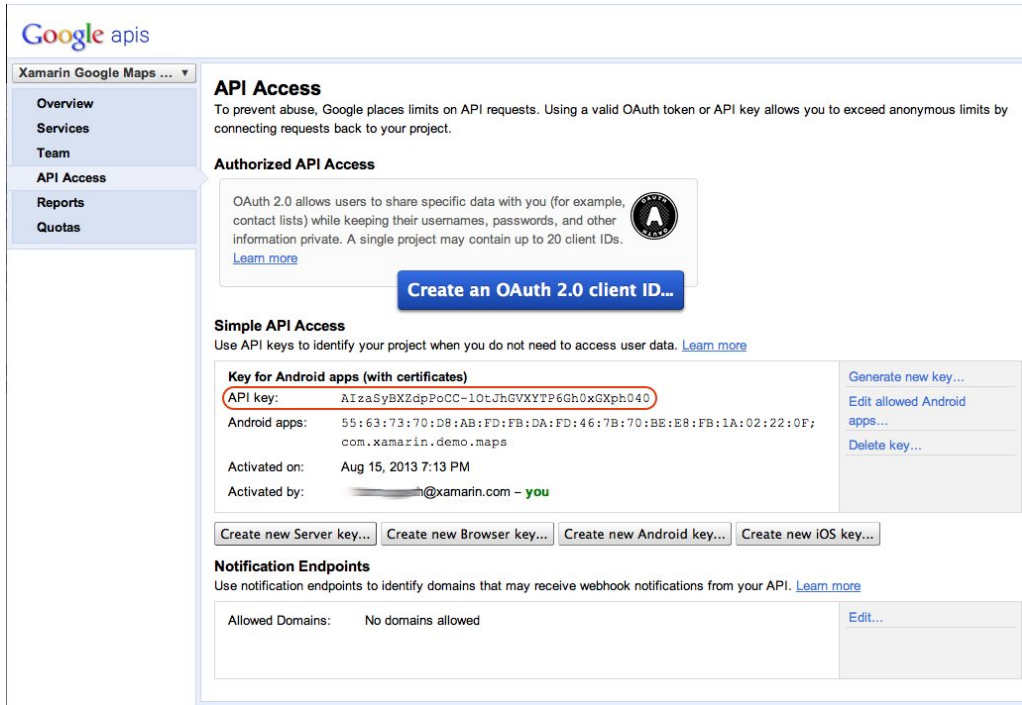 Google apis
Xamarin Google Maps ... ▼
Overview
Services
Team
API Access
Reports
Quotas
API Access
To prevent abuse, Google places limits on API requests. Using a valid OAuth token or API key allows you to exceed anonymous limits by
connecting requests back to your project.
Authorized API Access
OAuth 2.0 allows users to share specific data with you (for example,
contact lists) while keeping their usernames, passwords, and other
information private. A single project may contain up to 20 client IDs.
Learn more
OAUTH
A
OAUTH
Create an OAuth 2.0 client ID...
Simple API Access
Use API keys to identify your project when you do not need to access user data. Learn more
Key for Android apps (with certificates)
API key: AIzaSyBXZdpPoCC-lOtJhGVXYTP6Gh0xGXph040
Android apps: 55:63:73:70:D8:AB:FD:FB:DA:FD:46:7B:70:BE:E8:FB:1A:02:22:0F;
com.xamarin.demo.maps
Activated on: Aug 15, 2013 7:13 PM
Activated by: @xamarin.com – you
Generate new key...
Edit allowed Android
apps...
Delete key...
Create new Server key... Create new Browser key... Create new Android key... Create new iOS key...
Notification Endpoints
Use notification endpoints to identify domains that may receive webhook notifications from your API. Learn more
Allowed Domains: No domains allowed
Edit...